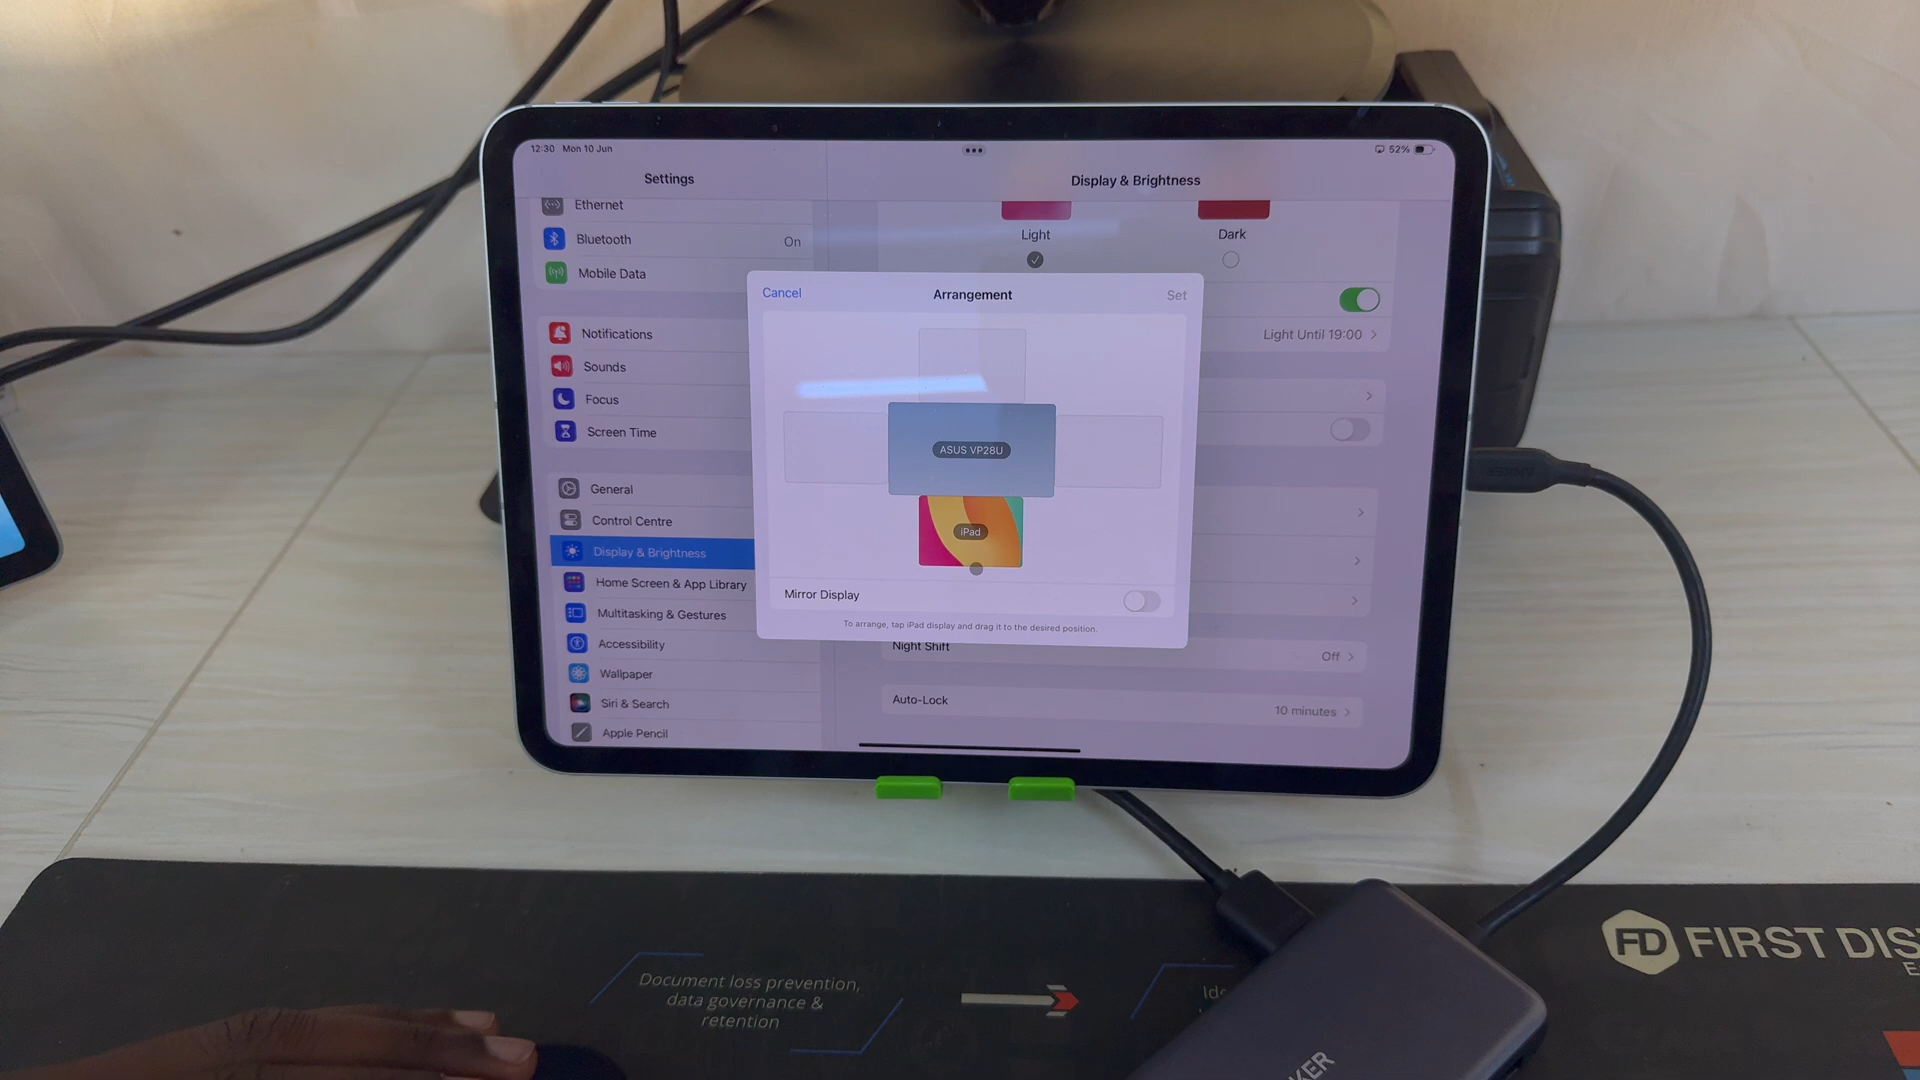 12:30 Mon 10 Jun
52%
Settings
Display & Brightness
Ethernet
Bluetooth
On
Mobile Data
Notifications
Sounds
Focus
Screen Time
General
Control Centre
Display & Brightness
Home Screen & App Library
Multitasking & Gestures
Accessibility
Wallpaper
Siri & Search
Apple Pencil
Light
Dark
Light Until 19:00
Cancel
Arrangement
Set
ASUS VP28U
iPad
Mirror Display
To arrange, tap iPad display and drag it to the desired position.
Night Shift
Off
Auto-Lock
10 minutes
Document loss prevention,
data governance &
retention
FD FIRST DIS